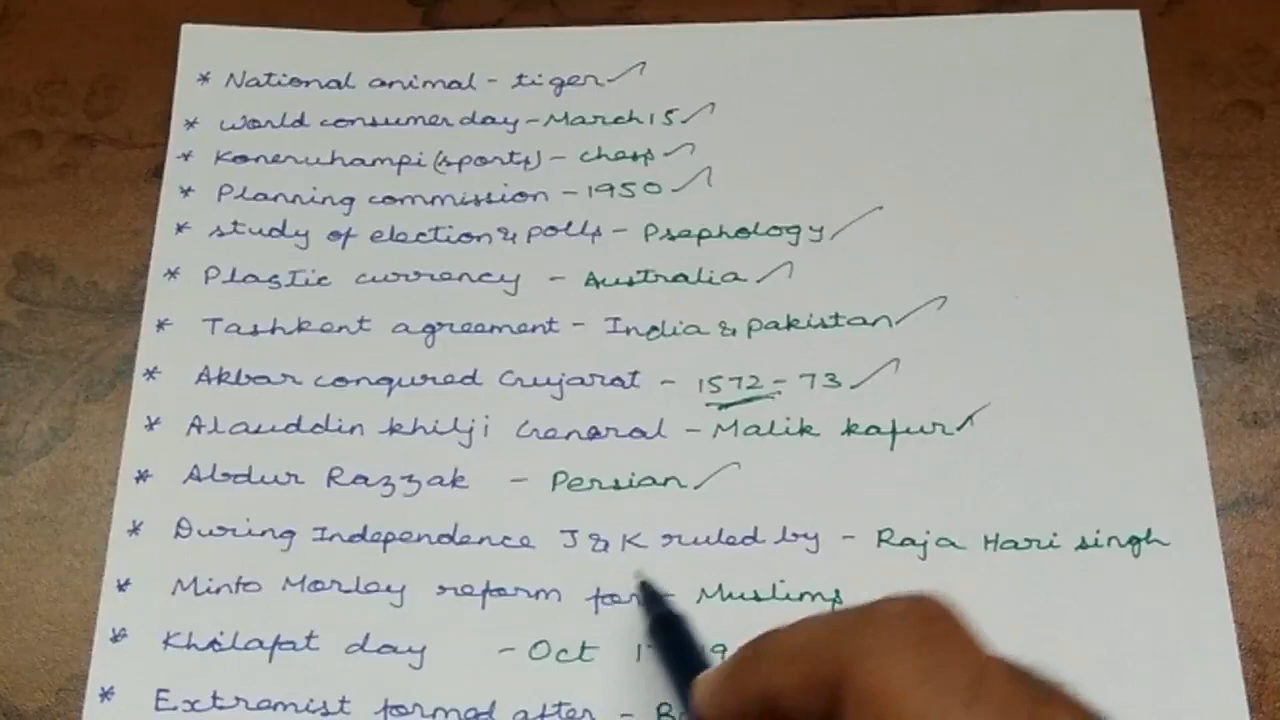 * National animal - tiger
* World consumer day - March 15
* Koneruhampi (sports) - chess
* Planning commission - 1950
* study of election & polls - Psephology
* Plastic currency - Australia
* Tashkent agreement - India & pakistan
* Akbar conqured Gujarat - 1572 - 73
* Alauddin khilji General - Malik kafur
* Abdur Razzak - Persian
* During Independence J & K ruled by - Raja Hari singh
* Minto Morley reform for - Muslims
* Khilafat day - Oct
* Extremist formed after -